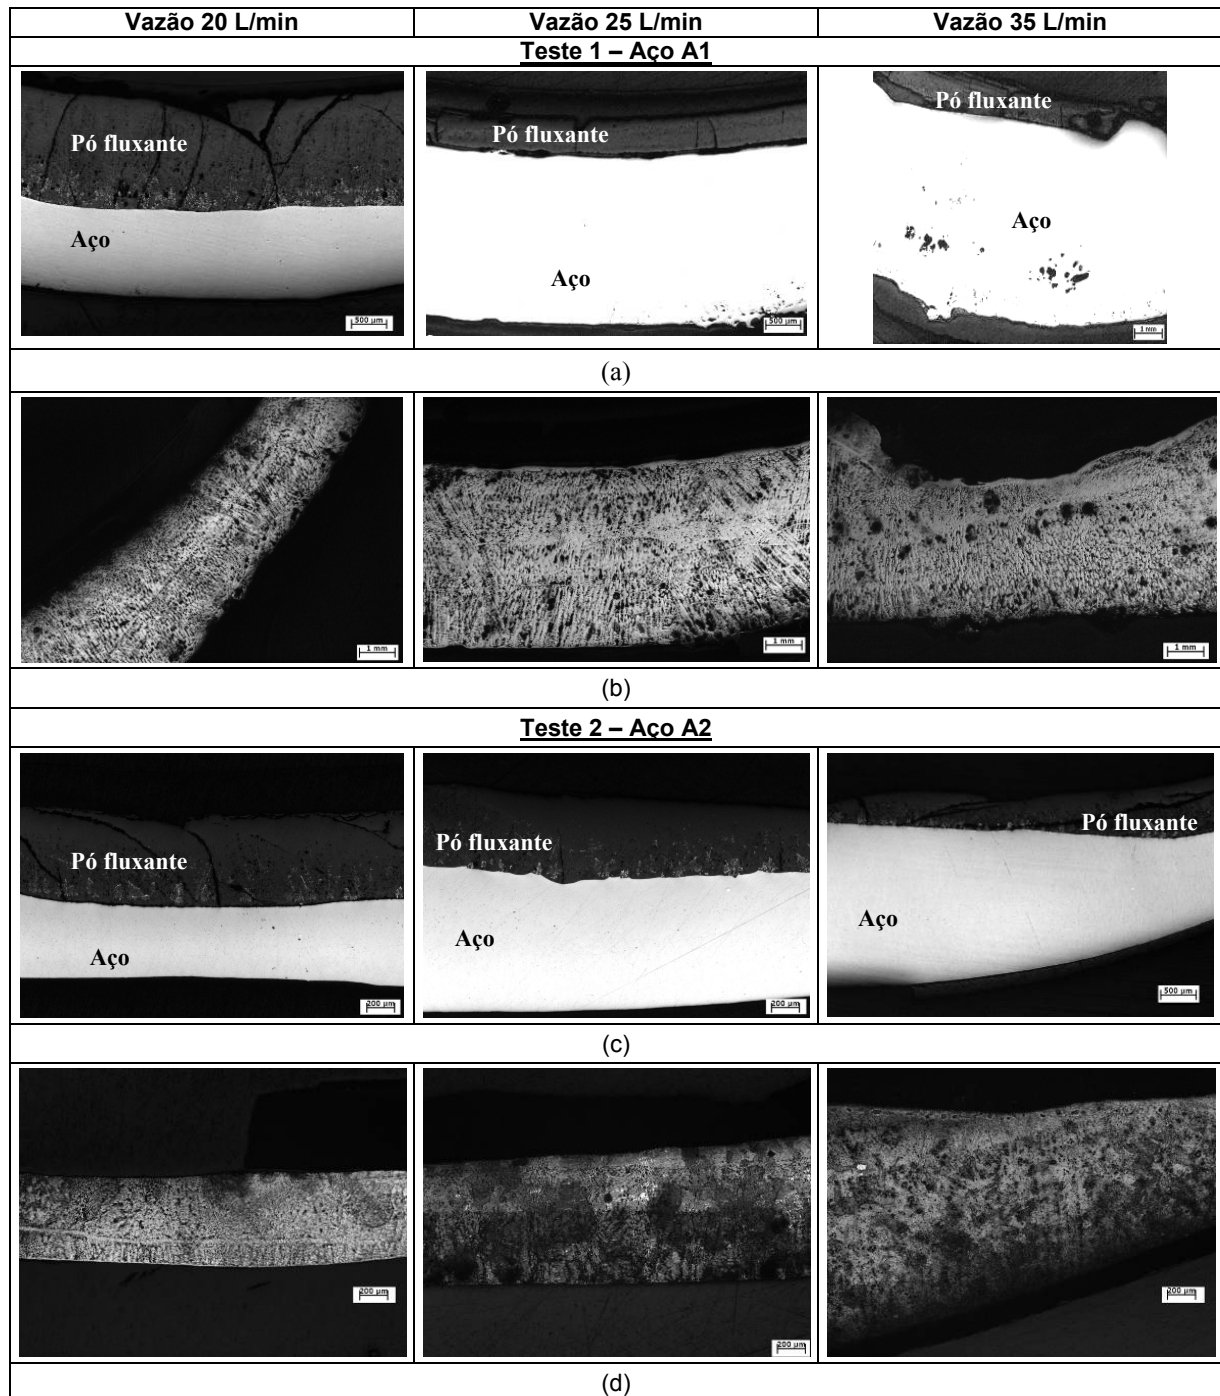 Vazão 20 L/min Vazão 25 L/min Vazão 35 L/min
Teste 1 – Aço A1
Pó fluxante Pó fluxante Pó fluxante
Aço Aço Aço
500 µm 500 µm 1 mm
(a)
1 mm 1 mm 1 mm
(b)
Teste 2 – Aço A2
Pó fluxante Pó fluxante Pó fluxante
Aço Aço Aço
200 µm 200 µm 500 µm
(c)
200 µm 200 µm 200 µm
(d)